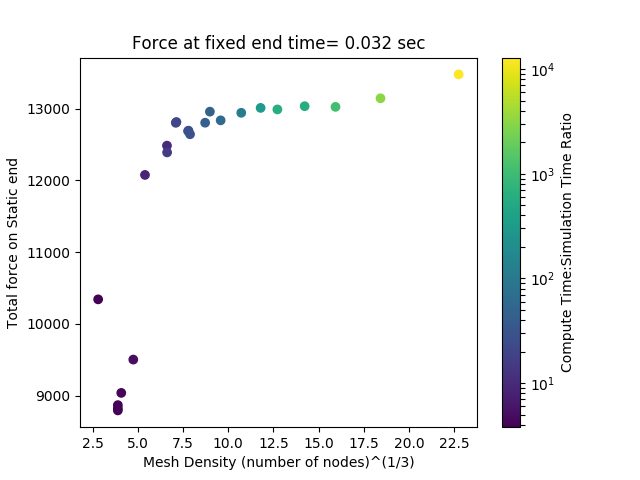 Force at fixed end time= 0.032 sec
Total force on Static end
13000
12000
11000
10000
9000
2.5 5.0 7.5 10.0 12.5 15.0 17.5 20.0 22.5
Mesh Density (number of nodes)^(1/3)
10^4
10^3
10^2
10^1
Compute Time:Simulation Time Ratio